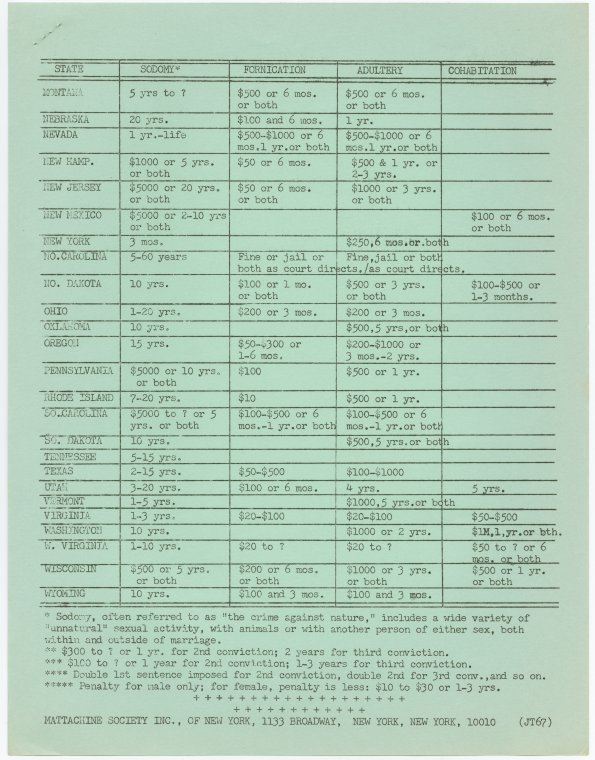 STATE SODOMY* FORNICATION ADULTERY COHABITATION
MONTANA 5 yrs to ? $500 or 6 mos. $500 or 6 mos.
or both or both
NEBRASKA 20 yrs. $100 and 6 mos. 1 yr.
NEVADA 1 yr.-life $500-$1000 or 6 $500-$1000 or 6
mos.1 yr.or both mos.1 yr.or both
NEW HAMP. $1000 or 5 yrs. $50 or 6 mos. $500 & 1 yr. or
or both 2-3 yrs.
NEW JERSEY $5000 or 20 yrs. $50 or 6 mos. $1000 or 3 yrs.
or both or both or both
NEW MEXICO $5000 or 2-10 yrs $100 or 6 mos.
or both or both
NEW YORK 3 mos. $250,6 mos.or.both
NO.CAROLINA 5-60 years Fine or jail or Fine,jail or both
both as court directs./as court directs.
NO. DAKOTA 10 yrs. $100 or 1 mo. $500 or 3 yrs. $100-$500 or
or both or both 1-3 months.
OHIO 1-20 yrs. $200 or 3 mos. $200 or 3 mos.
OKLAHOMA 10 yrs. $500,5 yrs,or both
OREGON 15 yrs. $50-$300 or $200-$1000 or
1-6 mos. 3 mos.-2 yrs.
PENNSYLVANIA $5000 or 10 yrs. $100 $500 or 1 yr.
or both
RHODE ISLAND 7-20 yrs. $10 $500 or 1 yr.
SO.CAROLINA $5000 to ? or 5 $100-$500 or 6 $100-$500 or 6
yrs. or both mos.-1 yr.or both mos.-1 yr.or both
SO. DAKOTA 10 yrs. $500,5 yrs.or both
TENNESSEE 5-15 yrs.
TEXAS 2-15 yrs. $50-$500 $100-$1000
UTAH 3-20 yrs. $100 or 6 mos. 4 yrs. 5 yrs.
VERMONT 1-5 yrs. $1000,5 yrs.or both
VIRGINIA 1-3 yrs. $20-$100 $20-$100 $50-$500
WASHINGTON 10 yrs. $1000 or 2 yrs. $1M,1,yr.or bth.
W. VIRGINIA 1-10 yrs. $20 to ? $20 to ? $50 to ? or 6
mos. or both
WISCONSIN $500 or 5 yrs. $200 or 6 mos. $1000 or 3 yrs. $500 or 1 yr.
or both or both or both or both
WYOMING 10 yrs. $100 and 3 mos. $100 and 3 mos.
* Sodomy, often referred to as "the crime against nature," includes a wide variety of
"unnatural" sexual activity, with animals or with another person of either sex, both
within and outside of marriage.
** $300 to ? or 1 yr. for 2nd conviction; 2 years for third conviction.
*** $100 to ? or 1 year for 2nd conviction; 1-3 years for third conviction.
**** Double 1st sentence imposed for 2nd conviction, double 2nd for 3rd conv.,and so on.
***** Penalty for male only; for female, penalty is less: $10 to $30 or 1-3 yrs.
+ + + + + + + + + + + + + + + + + + +
+ + + + + + + + + + + +
MATTACHINE SOCIETY INC., OF NEW YORK, 1133 BROADWAY, NEW YORK, NEW YORK, 10010 (JT67)